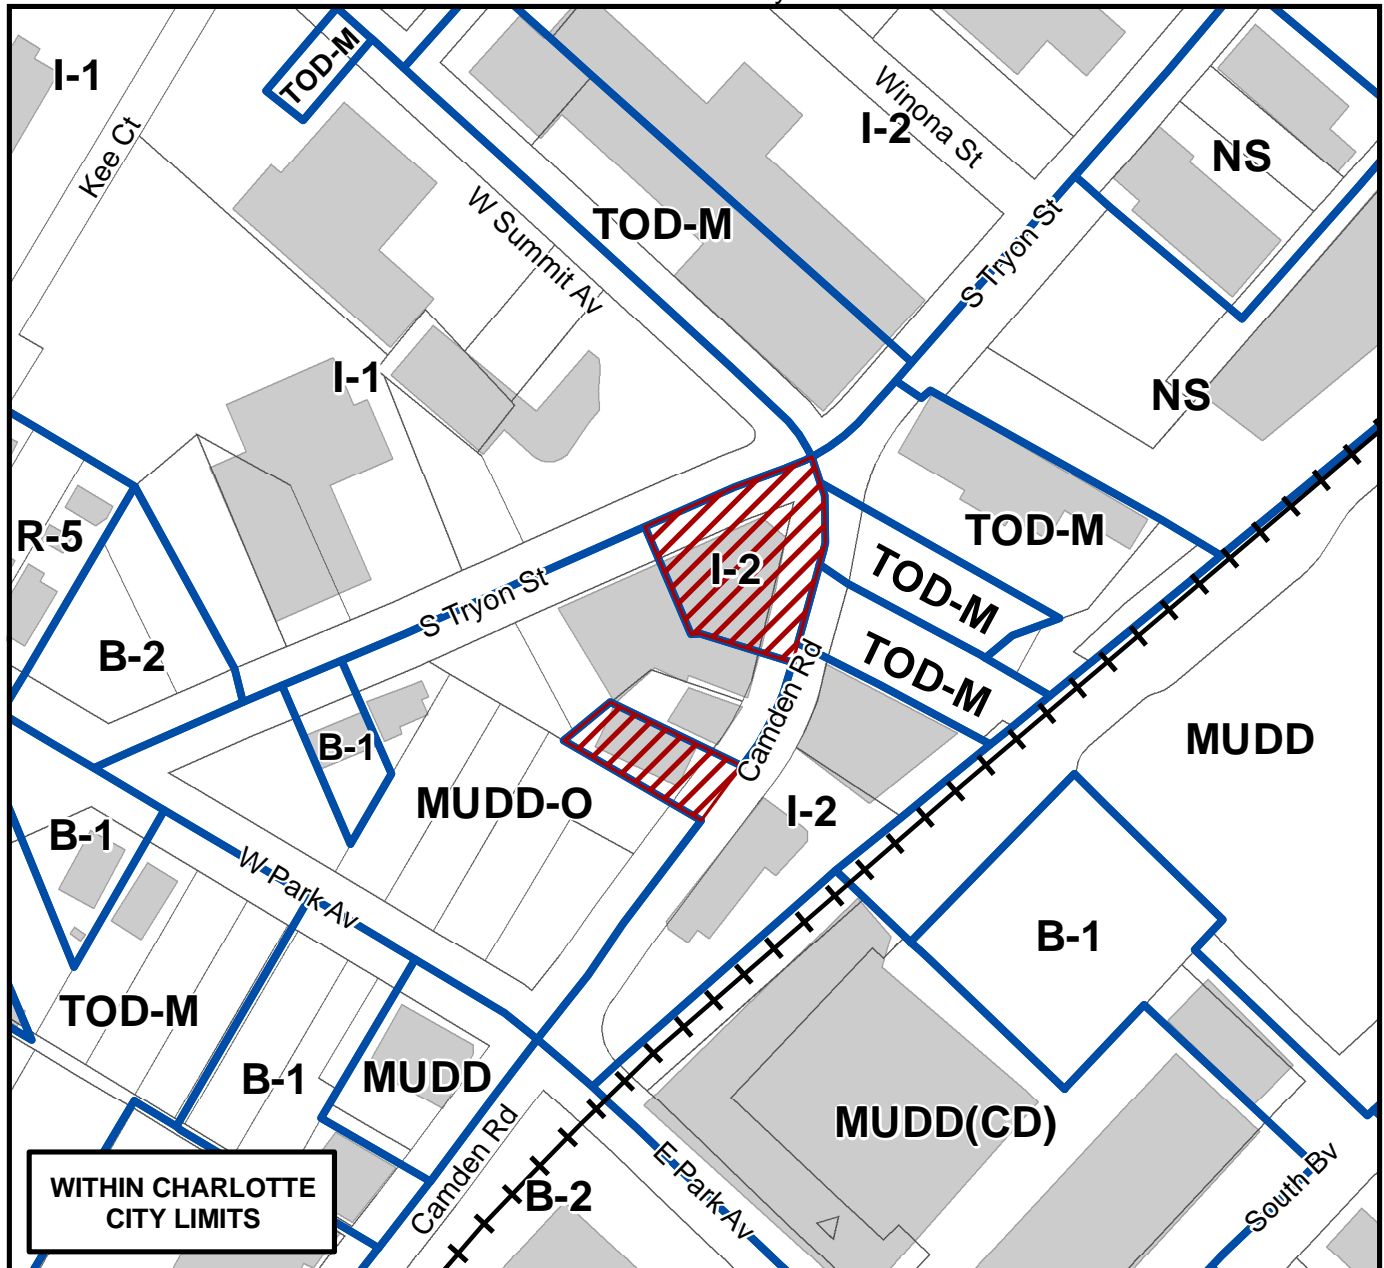 TOD-M
I-1
Kee Ct
Winona St
I-2
NS
W Summit Av
TOD-M
S Tryon St
I-1
NS
R-5
TOD-M
I-2
TOD-M
S Tryon St
B-2
TOD-M
Camden Rd
B-1
MUDD
MUDD-O
I-2
B-1
W Park Av
B-1
TOD-M
B-1
MUDD
MUDD(CD)
Camden Rd
E Park Av
South Bv
B-2
WITHIN CHARLOTTE
CITY LIMITS